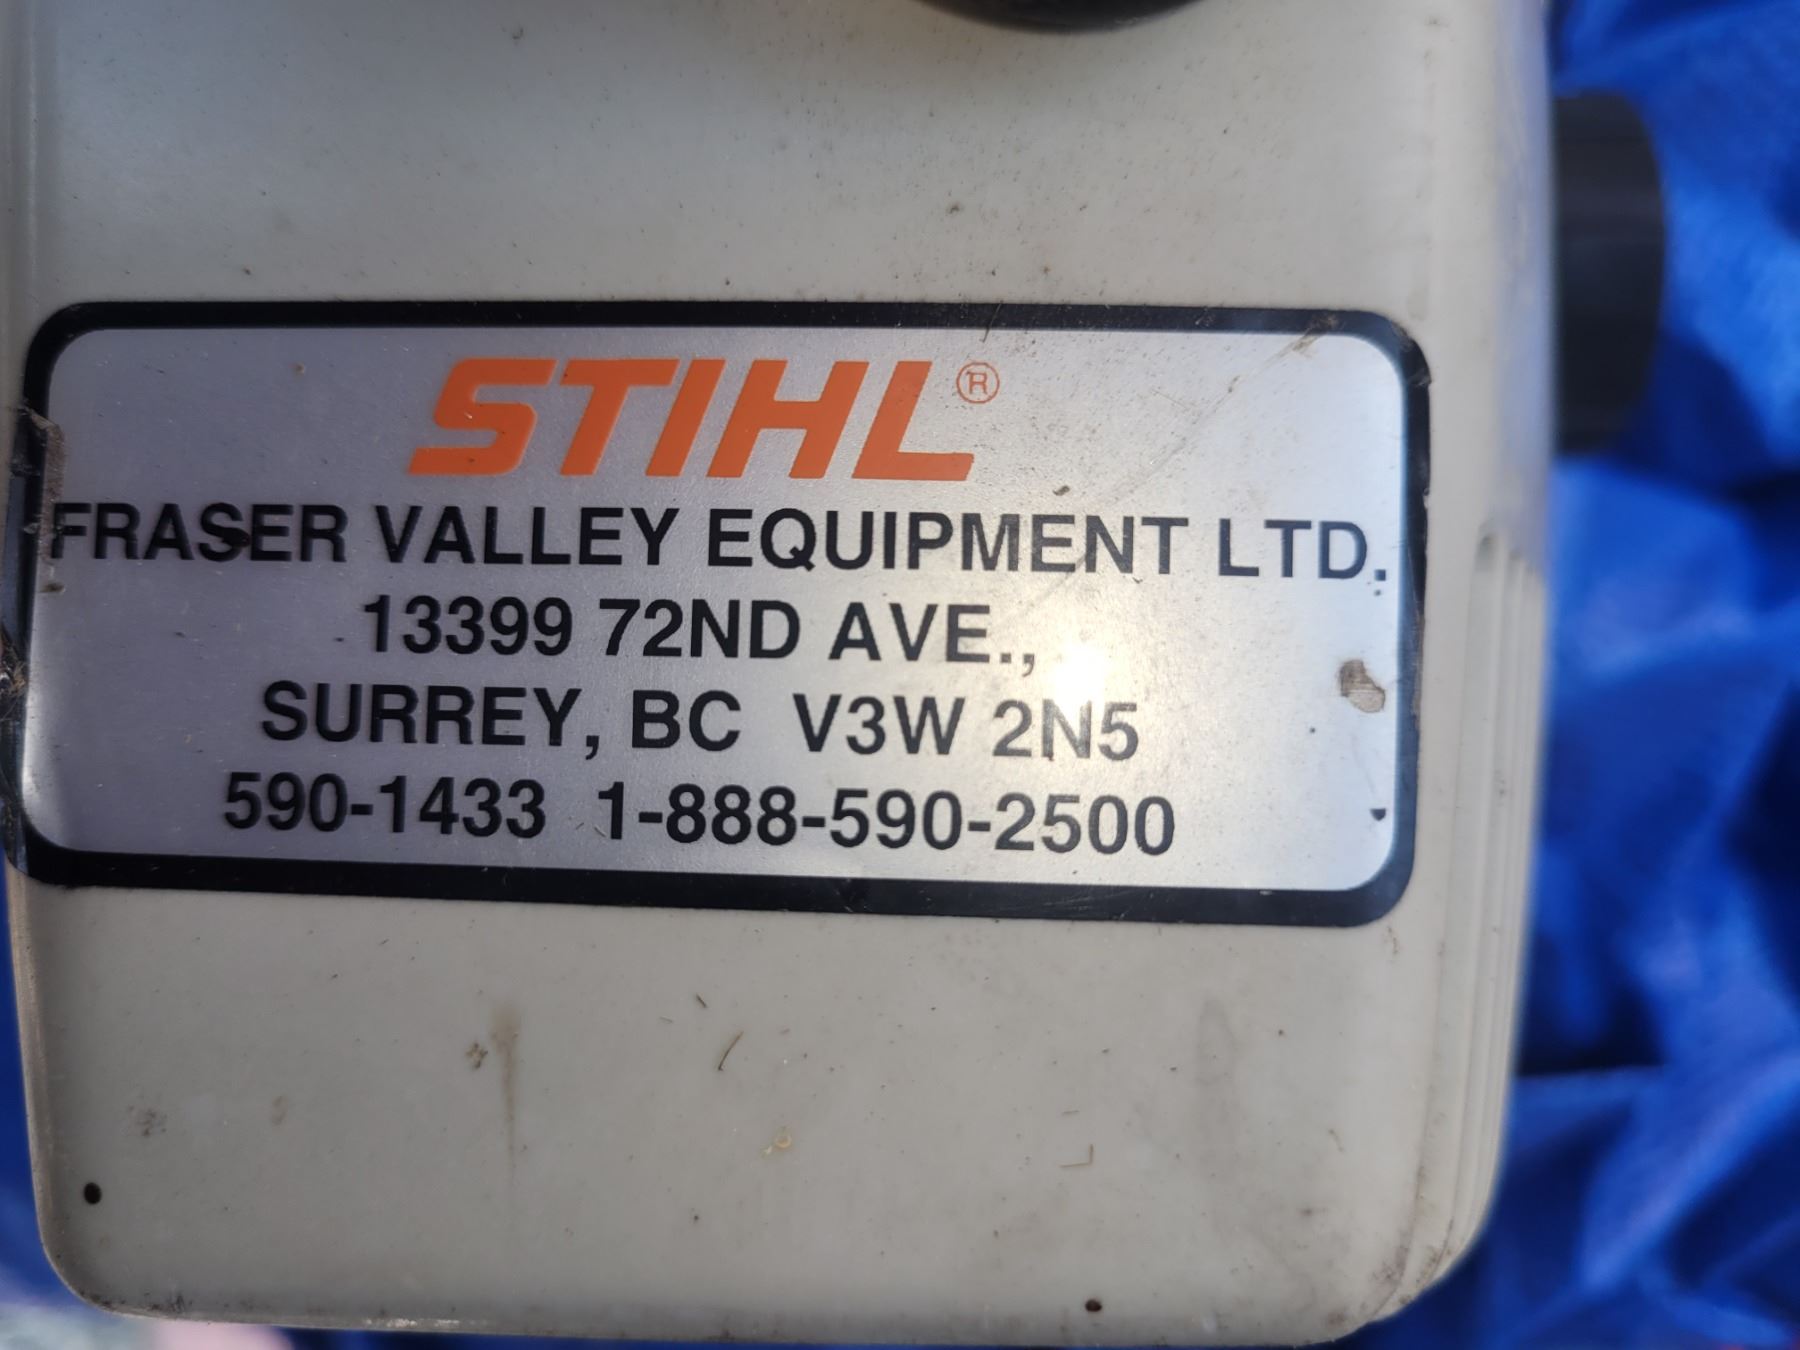 STIHL®
FRASER VALLEY EQUIPMENT LTD.
13399 72ND AVE.,
SURREY, BC V3W 2N5
590-1433 1-888-590-2500